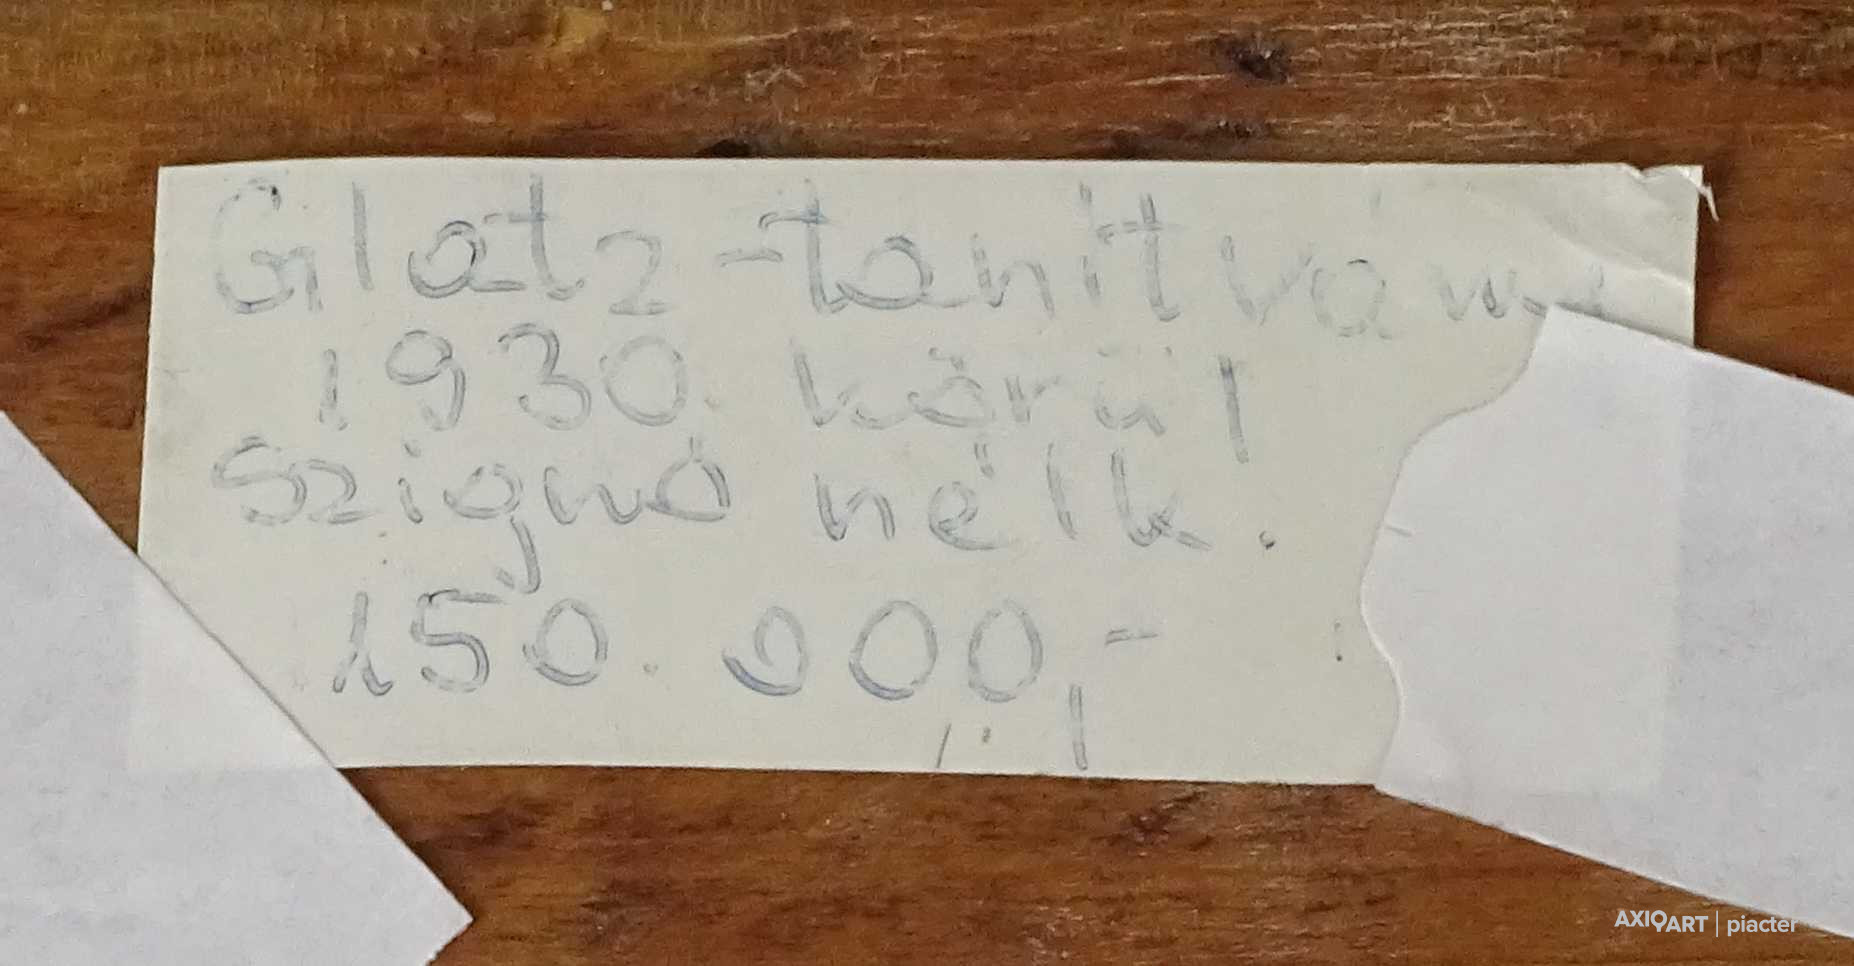 Glatz-tanítvány
1930. körül
Szignó nélk.
150.000,-
AXIOART | piacter